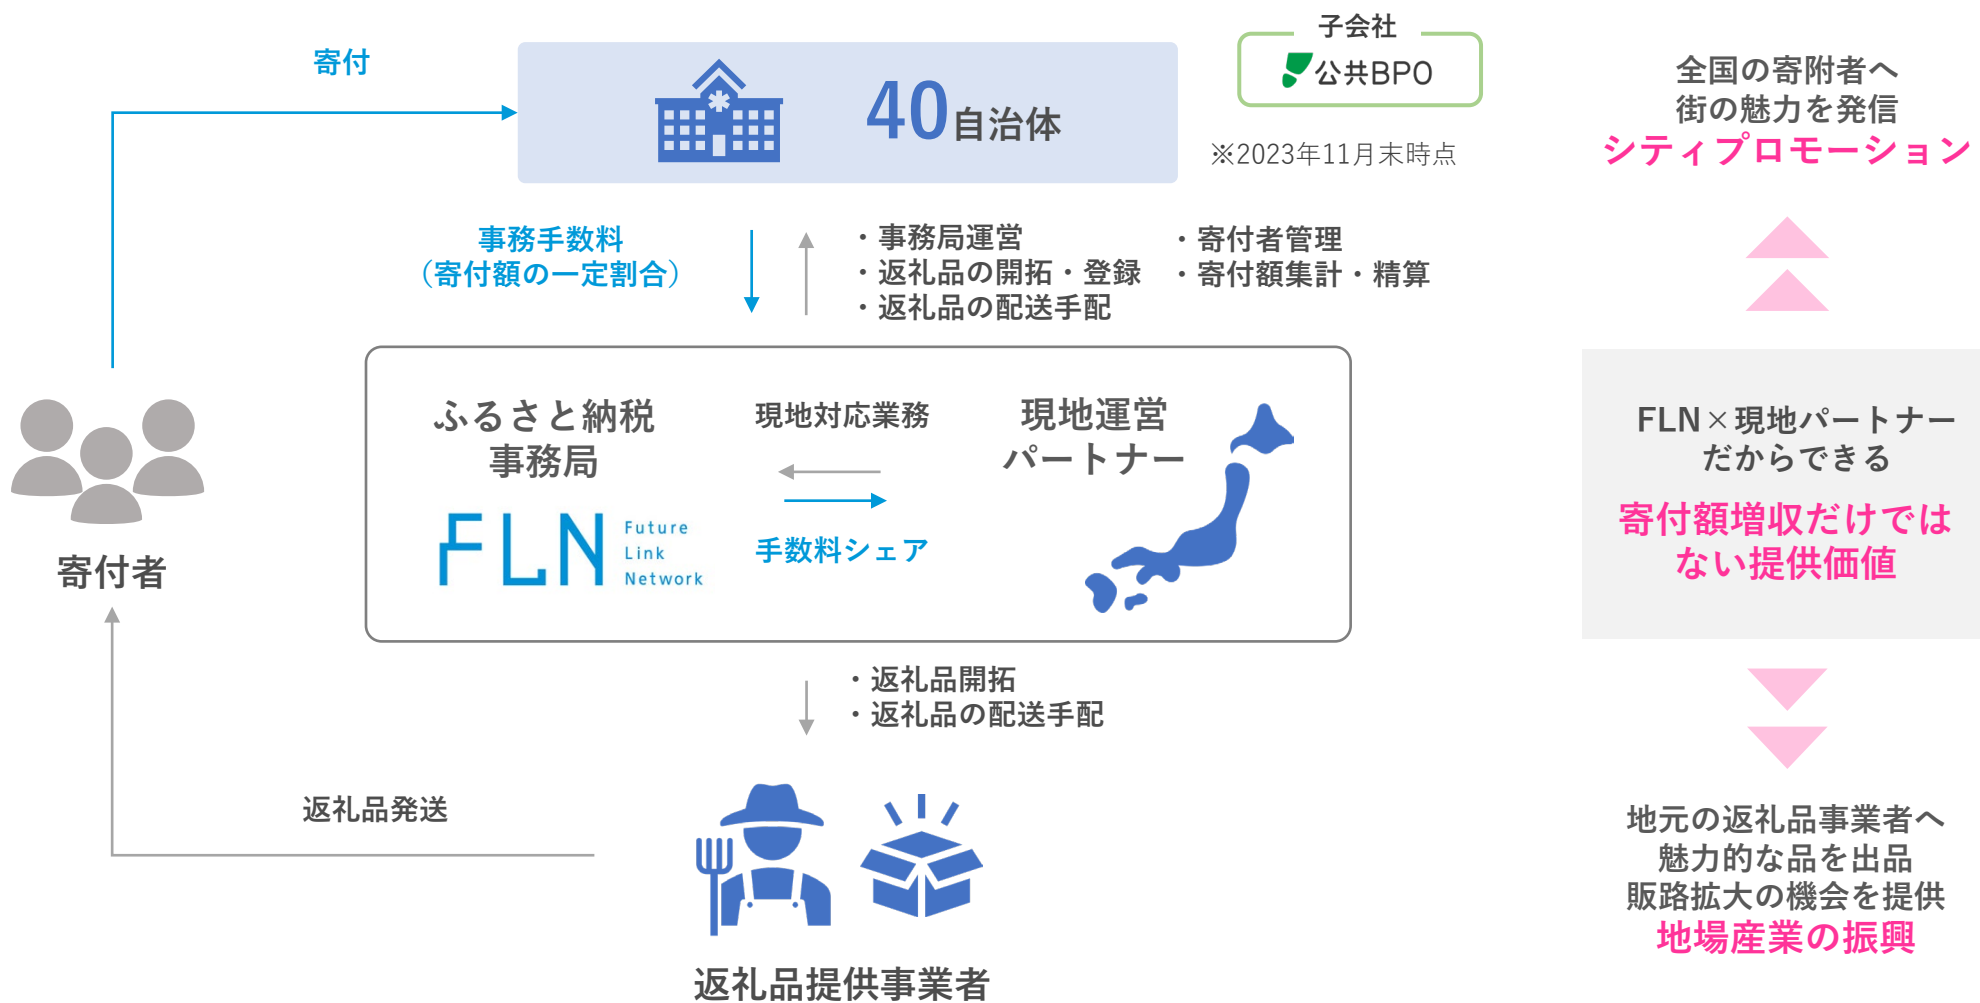 寄付
40自治体
子会社
公共BPO
※2023年11月末時点
事務手数料
（寄付額の一定割合）
・事務局運営
・返礼品の開拓・登録
・返礼品の配送手配
・寄付者管理
・寄付額集計・精算
ふるさと納税
事務局
FLN
Future
Link
Network
現地対応業務
手数料シェア
現地運営
パートナー
寄付者
・返礼品開拓
・返礼品の配送手配
返礼品発送
返礼品提供事業者
全国の寄附者へ
街の魅力を発信
シティプロモーション
FLN×現地パートナー
だからできる
寄付額増収だけでは
ない提供価値
地元の返礼品事業者へ
魅力的な品を出品
販路拡大の機会を提供
地場産業の振興